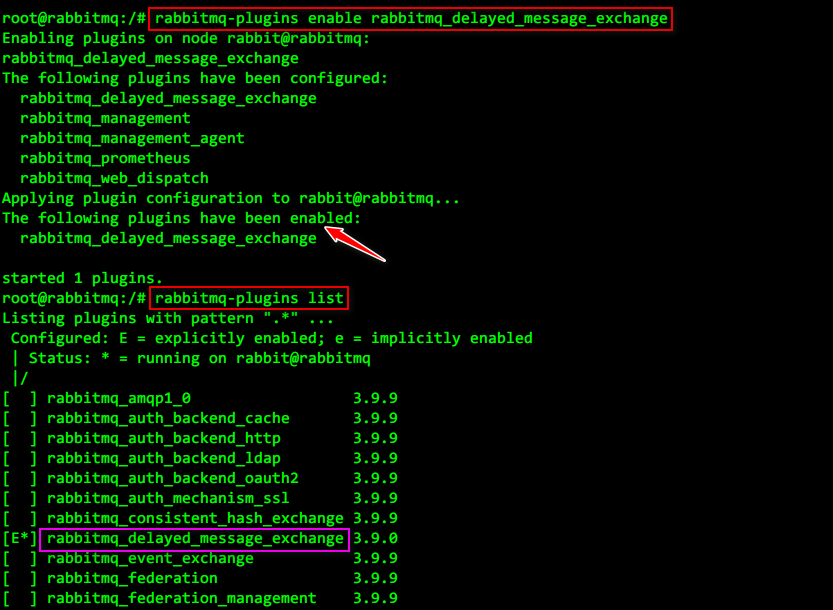 root@rabbitmq:/# rabbitmq-plugins enable rabbitmq_delayed_message_exchange
Enabling plugins on node rabbit@rabbitmq:
rabbitmq_delayed_message_exchange
The following plugins have been configured:
  rabbitmq_delayed_message_exchange
  rabbitmq_management
  rabbitmq_management_agent
  rabbitmq_prometheus
  rabbitmq_web_dispatch
Applying plugin configuration to rabbit@rabbitmq...
The following plugins have been enabled:
  rabbitmq_delayed_message_exchange

started 1 plugins.
root@rabbitmq:/# rabbitmq-plugins list
Listing plugins with pattern ".*" ...
 Configured: E = explicitly enabled; e = implicitly enabled
 | Status: * = running on rabbit@rabbitmq
 |/
[  ] rabbitmq_amqp1_0                  3.9.9
[  ] rabbitmq_auth_backend_cache       3.9.9
[  ] rabbitmq_auth_backend_http        3.9.9
[  ] rabbitmq_auth_backend_ldap        3.9.9
[  ] rabbitmq_auth_backend_oauth2      3.9.9
[  ] rabbitmq_auth_mechanism_ssl       3.9.9
[  ] rabbitmq_consistent_hash_exchange 3.9.9
[E*] rabbitmq_delayed_message_exchange 3.9.0
[  ] rabbitmq_event_exchange           3.9.9
[  ] rabbitmq_federation               3.9.9
[  ] rabbitmq_federation_management    3.9.9